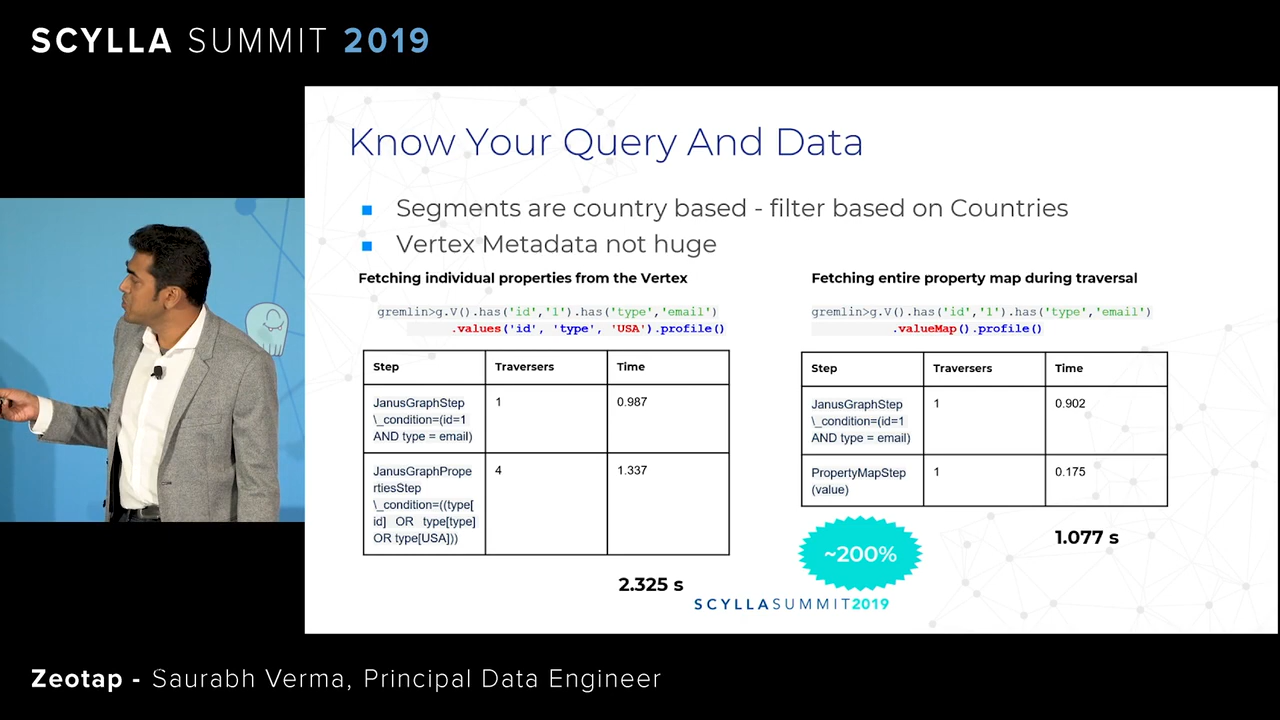 SCYLLA SUMMIT 2019
Know Your Query And Data
Segments are country based - filter based on Countries
Vertex Metadata not huge
Fetching individual properties from the Vertex
gremlin>g.V().has('id','1').has('type','email')
.values('id', 'type', 'USA').profile()
Step Traversers Time
JanusGraphStep 1 0.987
\_condition=(id=1
AND type = email)
JanusGraphPrope 4 1.337
rtiesStep
\_condition=((type[
id] OR type[type]
OR type[USA]))
2.325 s
Fetching entire property map during traversal
gremlin>g.V().has('id','1').has('type','email')
.valueMap().profile()
Step Traversers Time
JanusGraphStep 1 0.902
\_condition=(id=1
AND type = email)
PropertyMapStep 1 0.175
(value)
1.077 s
~200%
SCYLLASUMMIT2019
Zeotap - Saurabh Verma, Principal Data Engineer